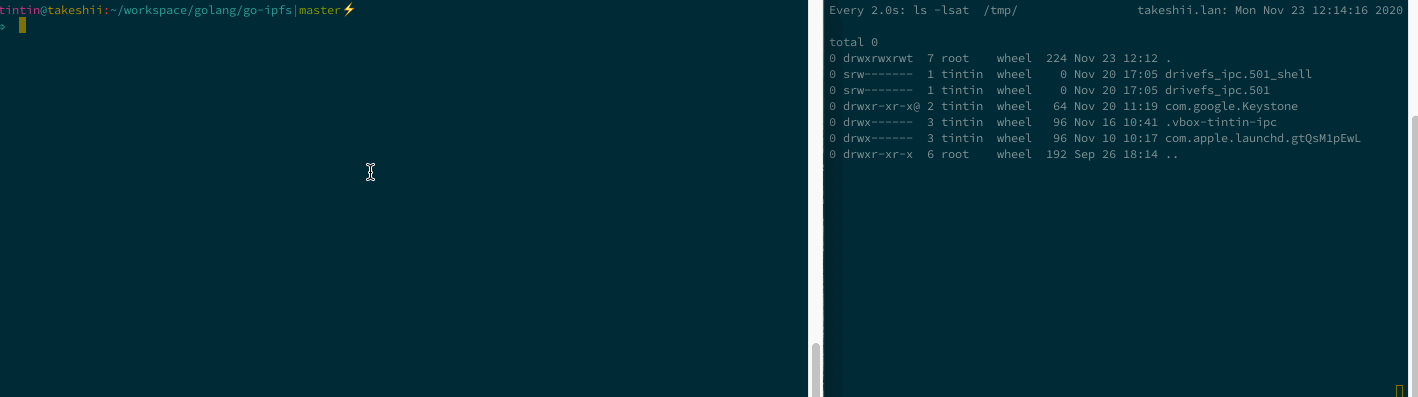 tintin@takeshii:~/workspace/golang/go-ipfs|master⚡
⇒
Every 2.0s: ls -lsat  /tmp/                 takeshii.lan: Mon Nov 23 12:14:16 2020
total 0
0 drwxrwxrwt  7 root    wheel  224 Nov 23 12:12 .
0 srw-------  1 tintin  wheel    0 Nov 20 17:05 drivefs_ipc.501_shell
0 srw-------  1 tintin  wheel    0 Nov 20 17:05 drivefs_ipc.501
0 drwxr-xr-x@ 2 tintin  wheel   64 Nov 20 11:19 com.google.Keystone
0 drwx------  3 tintin  wheel   96 Nov 16 10:41 .vbox-tintin-ipc
0 drwx------  3 tintin  wheel   96 Nov 10 10:17 com.apple.launchd.gtQsM1pEwL
0 drwxr-xr-x  6 root    wheel  192 Sep 26 18:14 ..